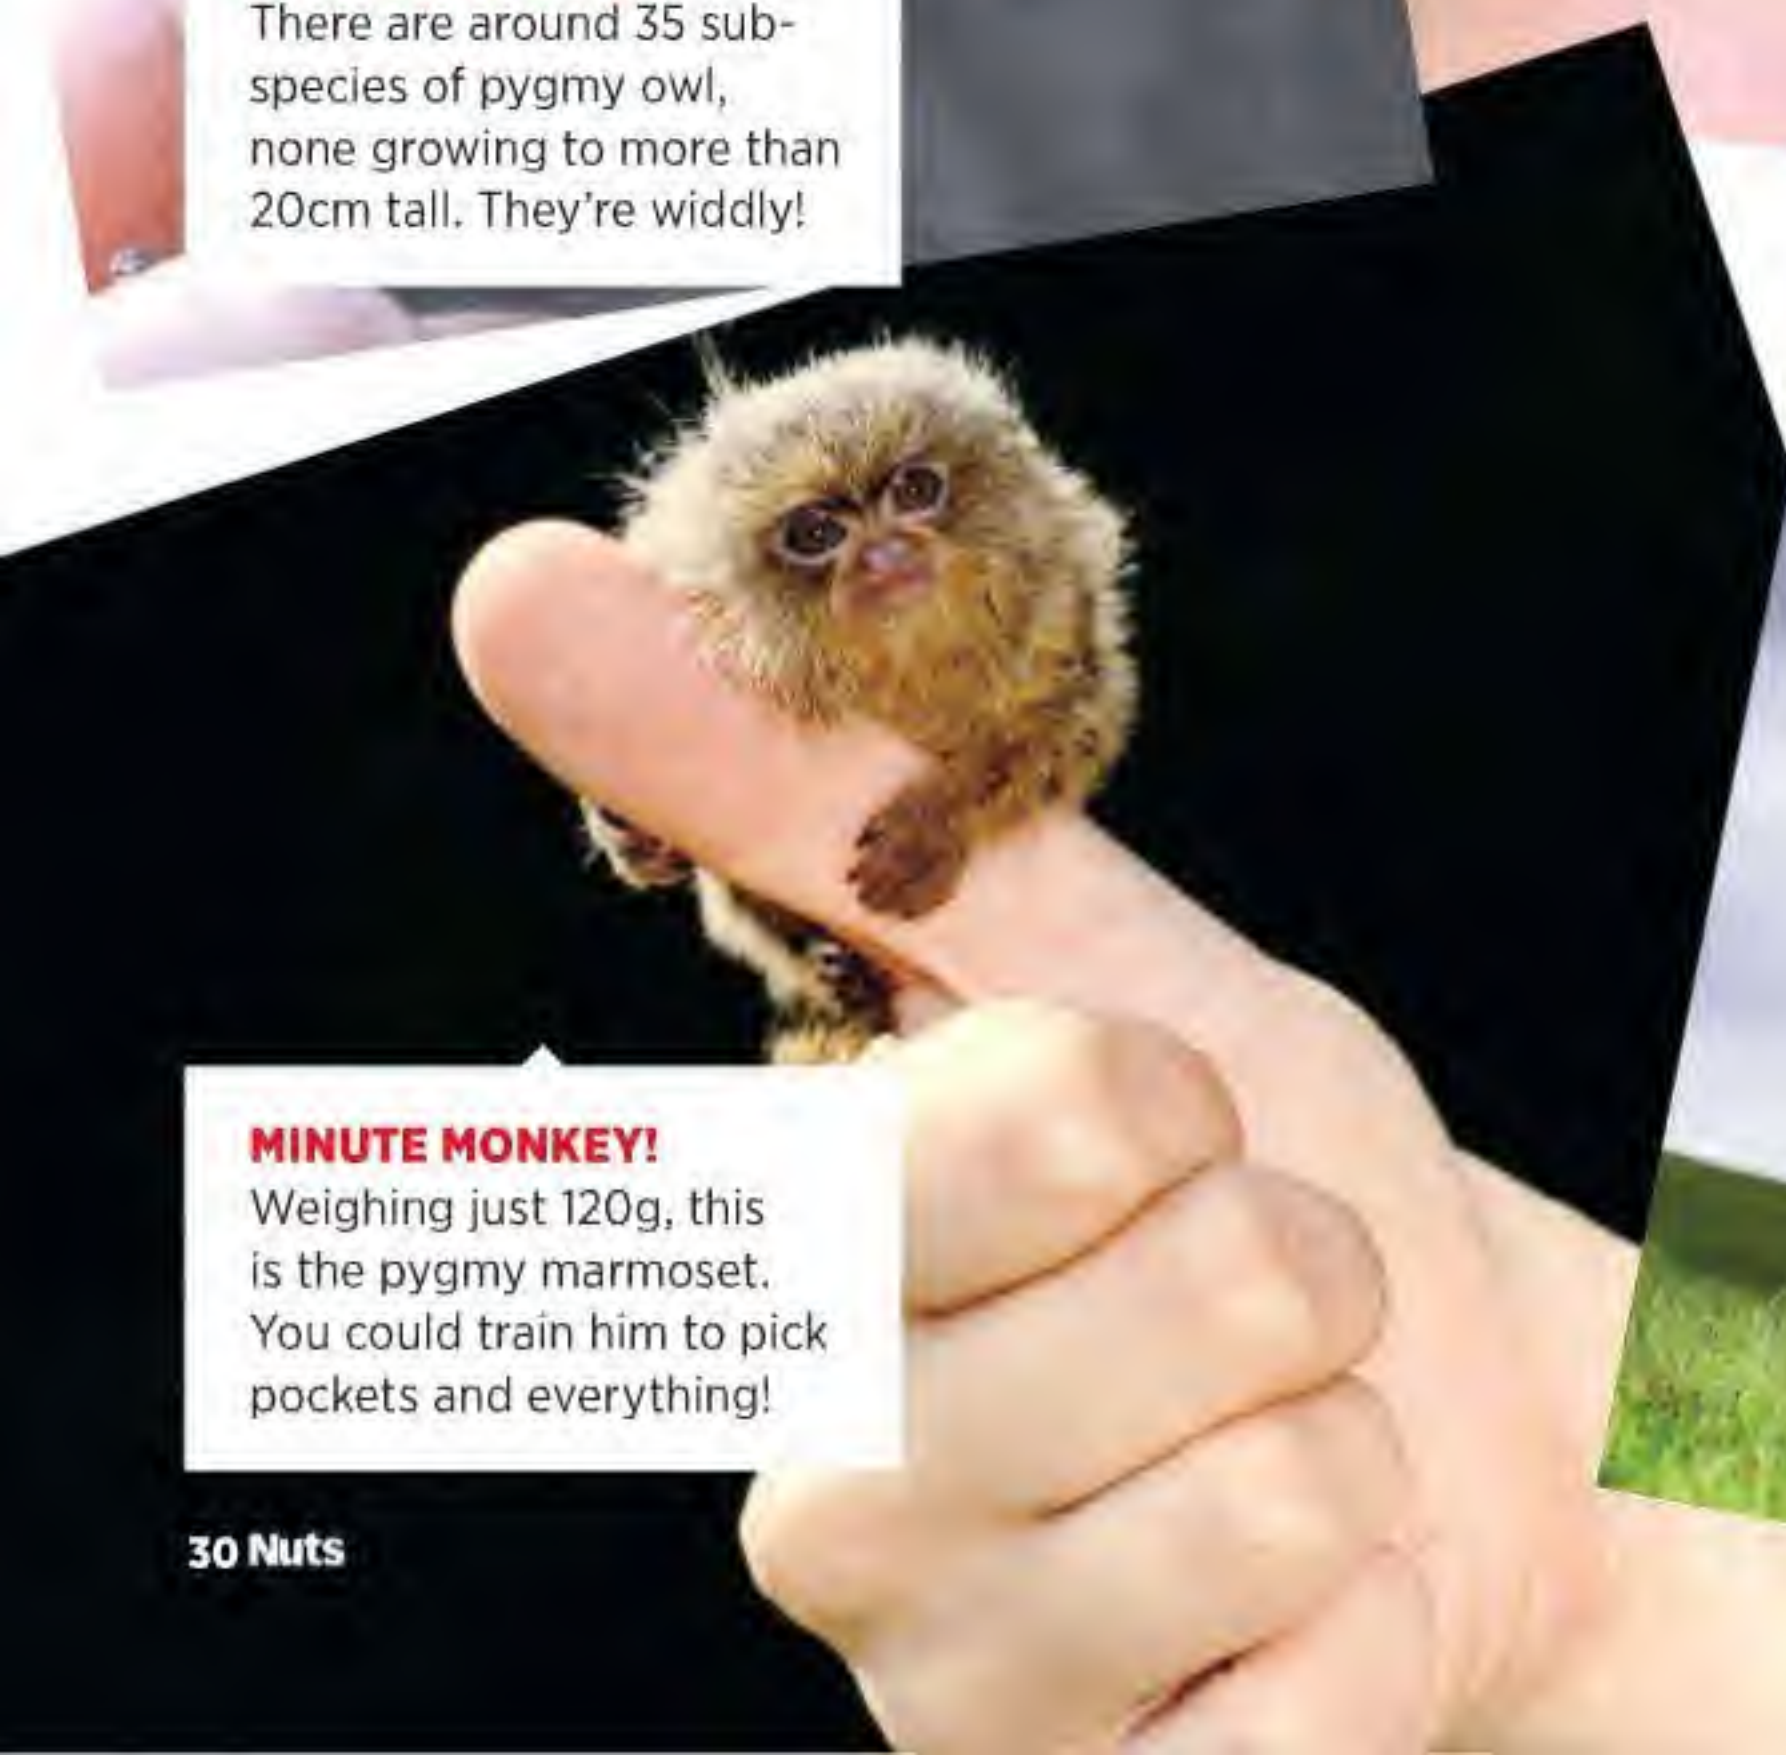 There are around 35 sub-
species of pygmy owl,
none growing to more than
20cm tall. They're widdly!
MINUTE MONKEY!
Weighing just 120g, this
is the pygmy marmoset.
You could train him to pick
pockets and everything!
30 Nuts